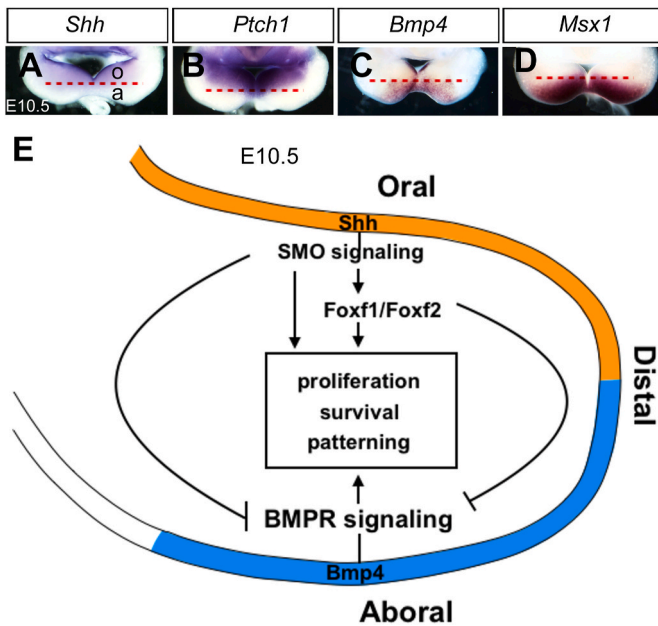 Shh Ptch1 Bmp4 Msx1
A B C D
o
a
E10.5
E E10.5
Oral
Shh
SMO signaling
Foxf1/Foxf2
proliferation
survival
patterning
Distal
BMPR signaling
Bmp4
Aboral